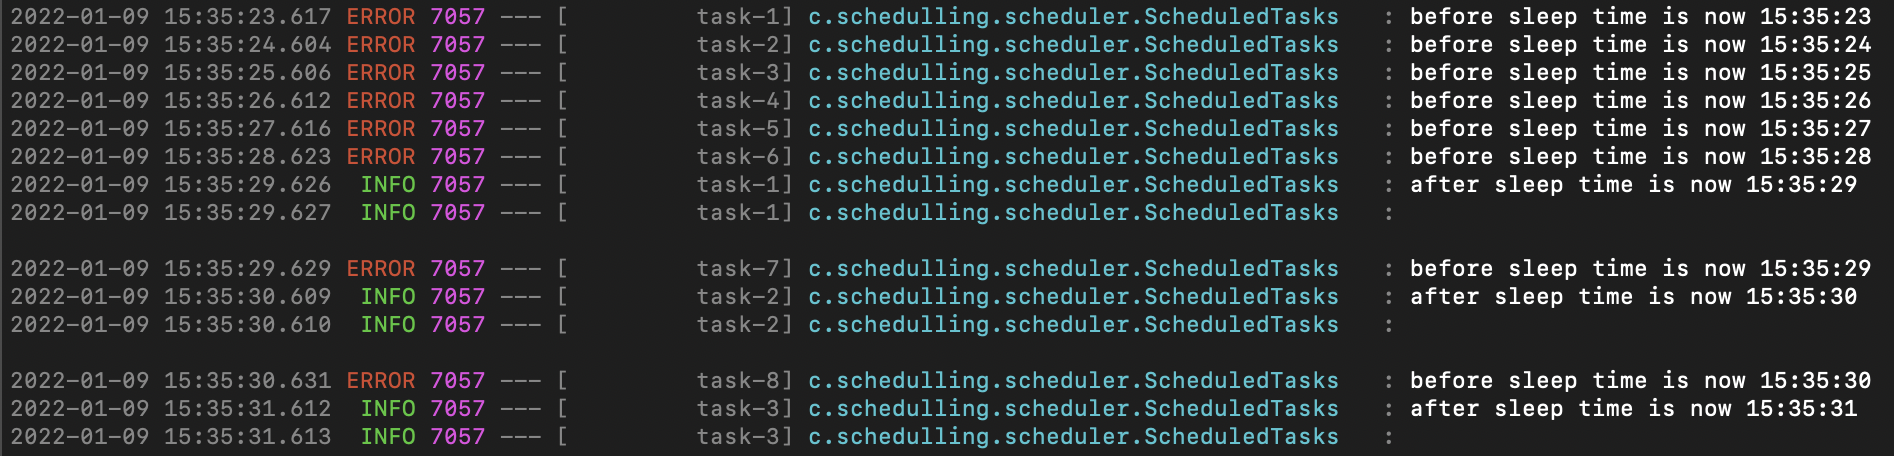 2022-01-09 15:35:23.617 ERROR 7057 --- [         task-1] c.schedulling.scheduler.ScheduledTasks   : before sleep time is now 15:35:23
2022-01-09 15:35:24.604 ERROR 7057 --- [         task-2] c.schedulling.scheduler.ScheduledTasks   : before sleep time is now 15:35:24
2022-01-09 15:35:25.606 ERROR 7057 --- [         task-3] c.schedulling.scheduler.ScheduledTasks   : before sleep time is now 15:35:25
2022-01-09 15:35:26.612 ERROR 7057 --- [         task-4] c.schedulling.scheduler.ScheduledTasks   : before sleep time is now 15:35:26
2022-01-09 15:35:27.616 ERROR 7057 --- [         task-5] c.schedulling.scheduler.ScheduledTasks   : before sleep time is now 15:35:27
2022-01-09 15:35:28.623 ERROR 7057 --- [         task-6] c.schedulling.scheduler.ScheduledTasks   : before sleep time is now 15:35:28
2022-01-09 15:35:29.626  INFO 7057 --- [         task-1] c.schedulling.scheduler.ScheduledTasks   : after sleep time is now 15:35:29
2022-01-09 15:35:29.627  INFO 7057 --- [         task-1] c.schedulling.scheduler.ScheduledTasks   :
2022-01-09 15:35:29.629 ERROR 7057 --- [         task-7] c.schedulling.scheduler.ScheduledTasks   : before sleep time is now 15:35:29
2022-01-09 15:35:30.609  INFO 7057 --- [         task-2] c.schedulling.scheduler.ScheduledTasks   : after sleep time is now 15:35:30
2022-01-09 15:35:30.610  INFO 7057 --- [         task-2] c.schedulling.scheduler.ScheduledTasks   :
2022-01-09 15:35:30.631 ERROR 7057 --- [         task-8] c.schedulling.scheduler.ScheduledTasks   : before sleep time is now 15:35:30
2022-01-09 15:35:31.612  INFO 7057 --- [         task-3] c.schedulling.scheduler.ScheduledTasks   : after sleep time is now 15:35:31
2022-01-09 15:35:31.613  INFO 7057 --- [         task-3] c.schedulling.scheduler.ScheduledTasks   :